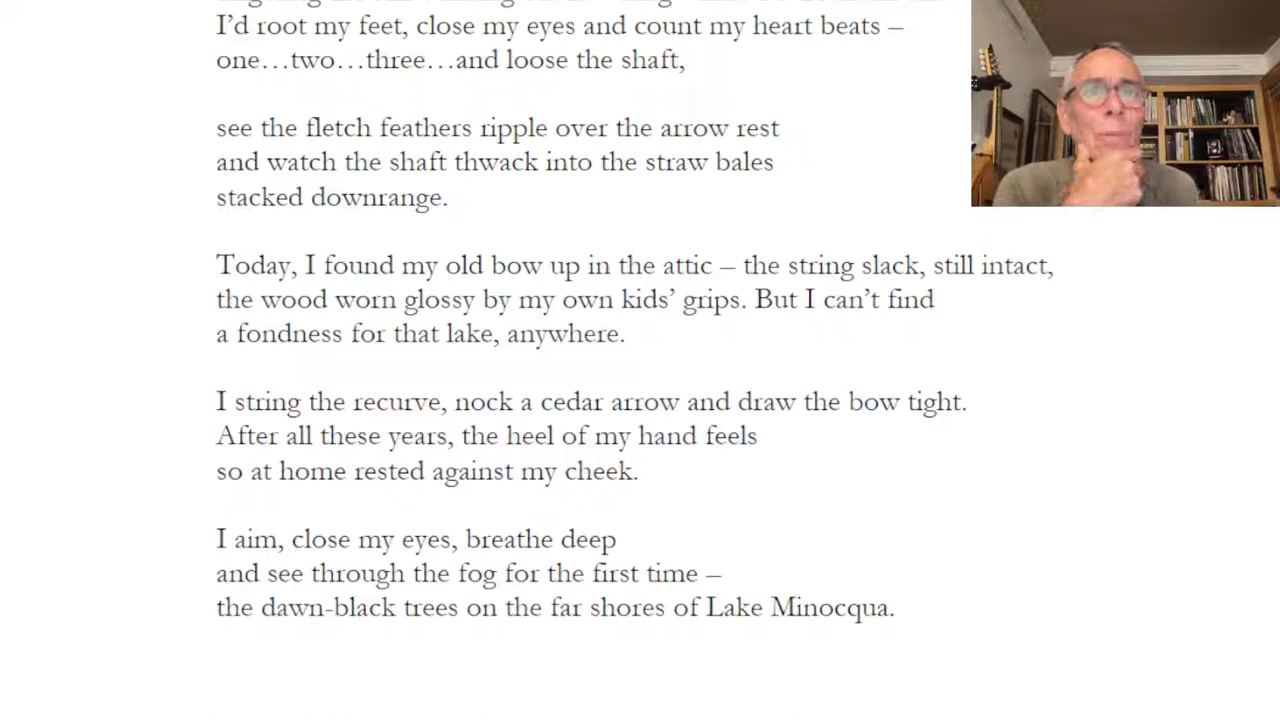 I’d root my feet, close my eyes and count my heart beats –
one…two…three…and loose the shaft,
see the fletch feathers ripple over the arrow rest
and watch the shaft thwack into the straw bales
stacked downrange.
Today, I found my old bow up in the attic – the string slack, still intact,
the wood worn glossy by my own kids’ grips. But I can’t find
a fondness for that lake, anywhere.
I string the recurve, nock a cedar arrow and draw the bow tight.
After all these years, the heel of my hand feels
so at home rested against my cheek.
I aim, close my eyes, breathe deep
and see through the fog for the first time –
the dawn-black trees on the far shores of Lake Minocqua.